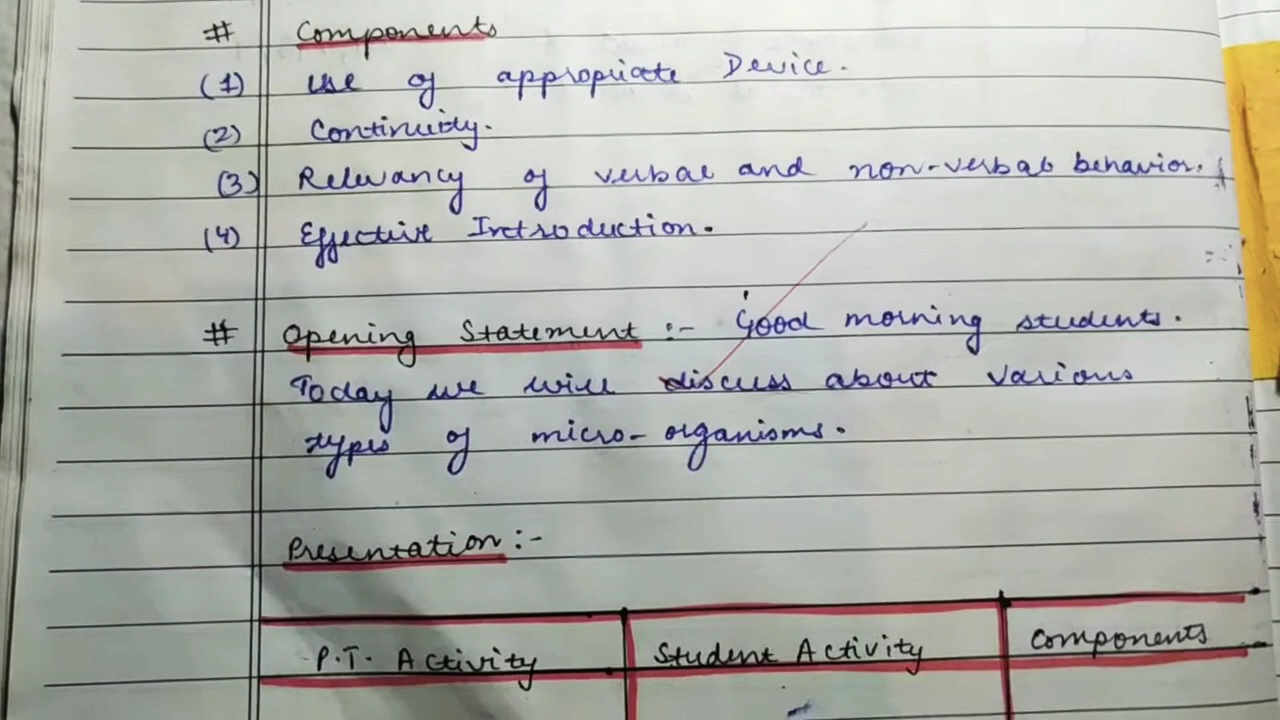 # Components
(1) Use of appropriate Device.
(2) Continuity.
(3) Relevancy of verbal and non-verbal behavior.
(4) Effective Introduction.
# Opening Statement :- Good morning students.
Today we will discuss about various
types of micro-organisms.
Presentation :-
P.T. Activity Student Activity Components